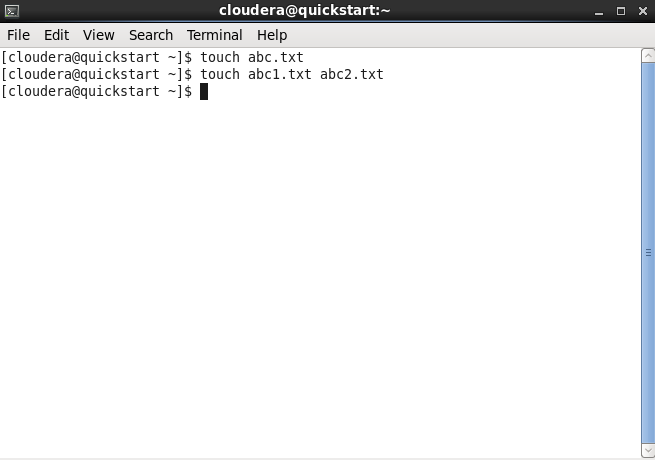 cloudera@quickstart:~
File Edit View Search Terminal Help
[cloudera@quickstart ~]$ touch abc.txt
[cloudera@quickstart ~]$ touch abc1.txt abc2.txt
[cloudera@quickstart ~]$